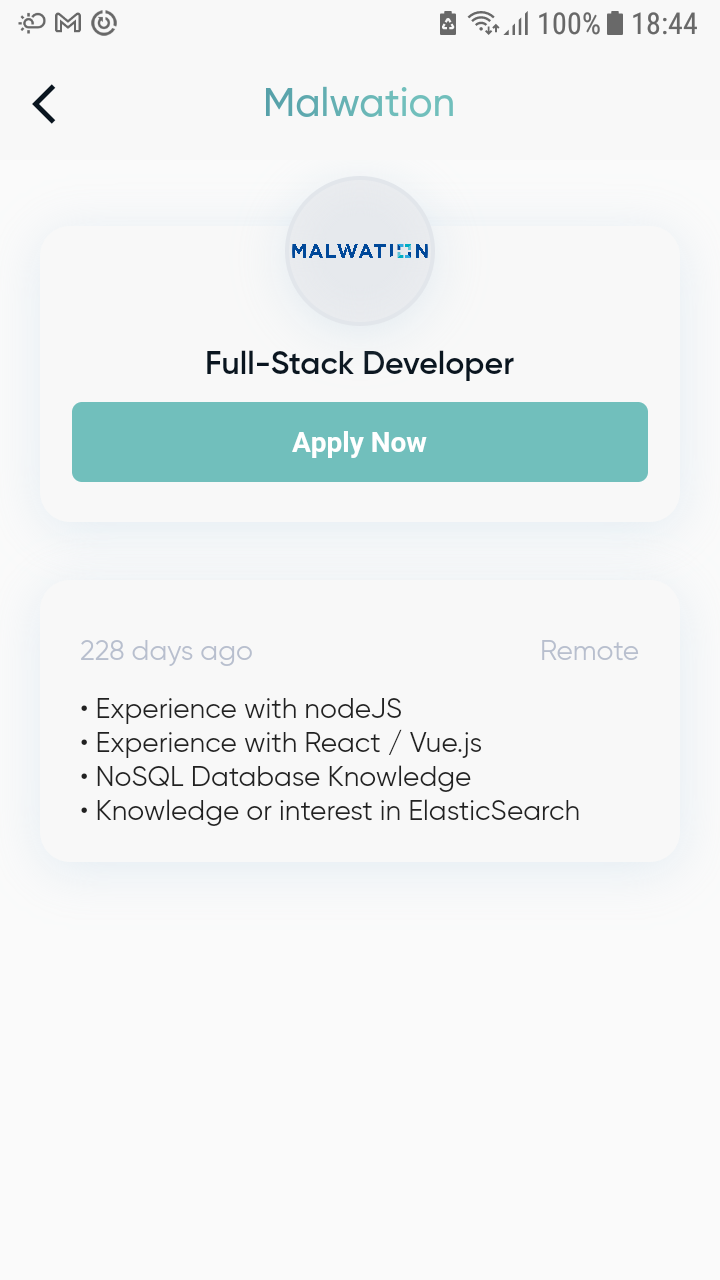 100% 18:44
Malwation
MALWATION
Full-Stack Developer
Apply Now
228 days ago Remote
• Experience with nodeJS
• Experience with React / Vue.js
• NoSQL Database Knowledge
• Knowledge or interest in ElasticSearch